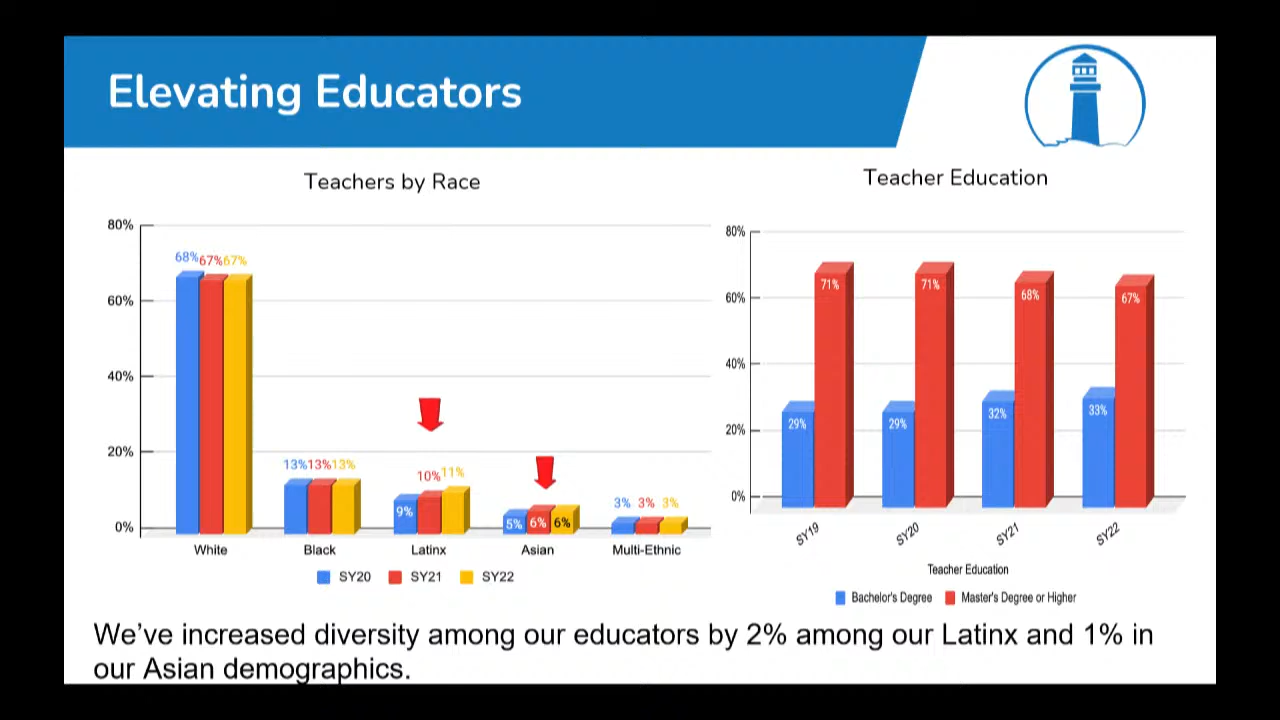 Elevating Educators
Teachers by Race
80%
60%
40%
20%
0%
68% 67% 67%
13% 13% 13%
9% 10% 11%
5% 6% 6%
3% 3% 3%
White Black Latinx Asian Multi-Ethnic
SY20 SY21 SY22
Teacher Education
80%
60%
40%
20%
0%
29% 71%
29% 71%
32% 68%
33% 67%
SY19 SY20 SY21 SY22
Teacher Education
Bachelor's Degree Master's Degree or Higher
We've increased diversity among our educators by 2% among our Latinx and 1% in
our Asian demographics.